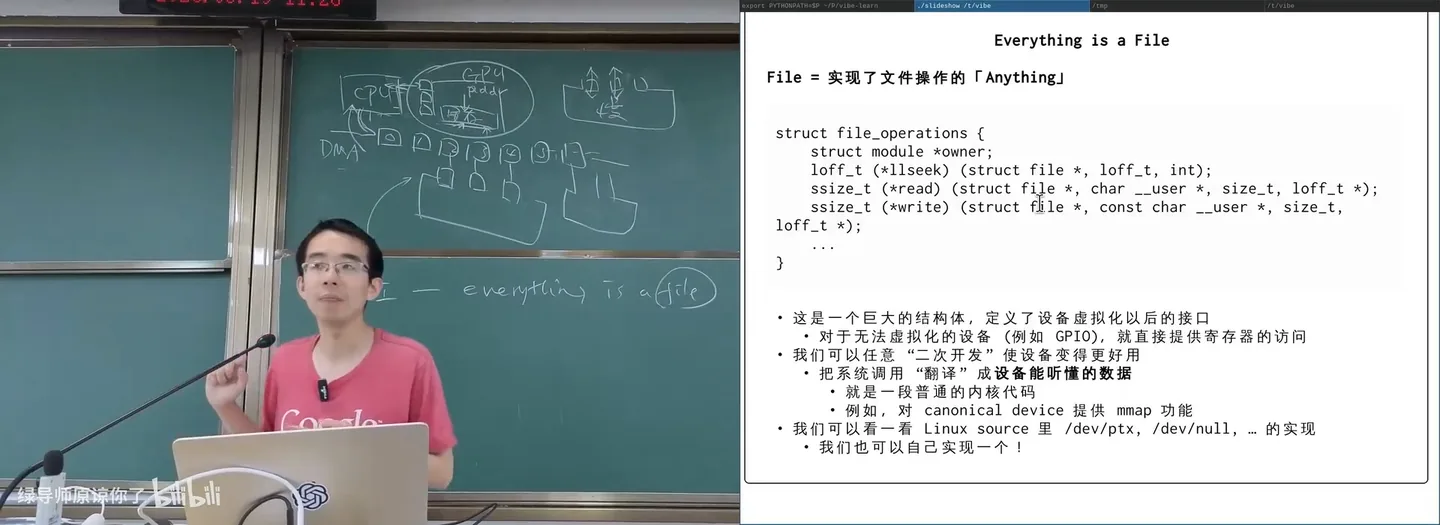 GPU
CPU
paddr
DMA
everything is a file
Google
绿导师原谅你了 bilibili
export PYTHONPATH=$P ~/P/vibe-learn
./slideshow /t/vibe
/tmp
/t/vibe
Everything is a File
File = 实现了文件操作的「Anything」
struct file_operations {
struct module *owner;
loff_t (*llseek) (struct file *, loff_t, int);
ssize_t (*read) (struct file *, char __user *, size_t, loff_t *);
ssize_t (*write) (struct file *, const char __user *, size_t,
loff_t *);
...
}
• 这是一个巨大的结构体，定义了设备虚拟化以后的接口
• 对于无法虚拟化的设备 (例如 GPIO)，就直接提供寄存器的访问
• 我们可以任意 “二次开发” 使设备变得更好用
• 把系统调用 “翻译” 成设备能听懂的数据
• 就是一段普通的内核代码
• 例如，对 canonical device 提供 mmap 功能
• 我们可以看一看 Linux source 里 /dev/ptx, /dev/null, … 的实现
• 我们也可以自己实现一个！